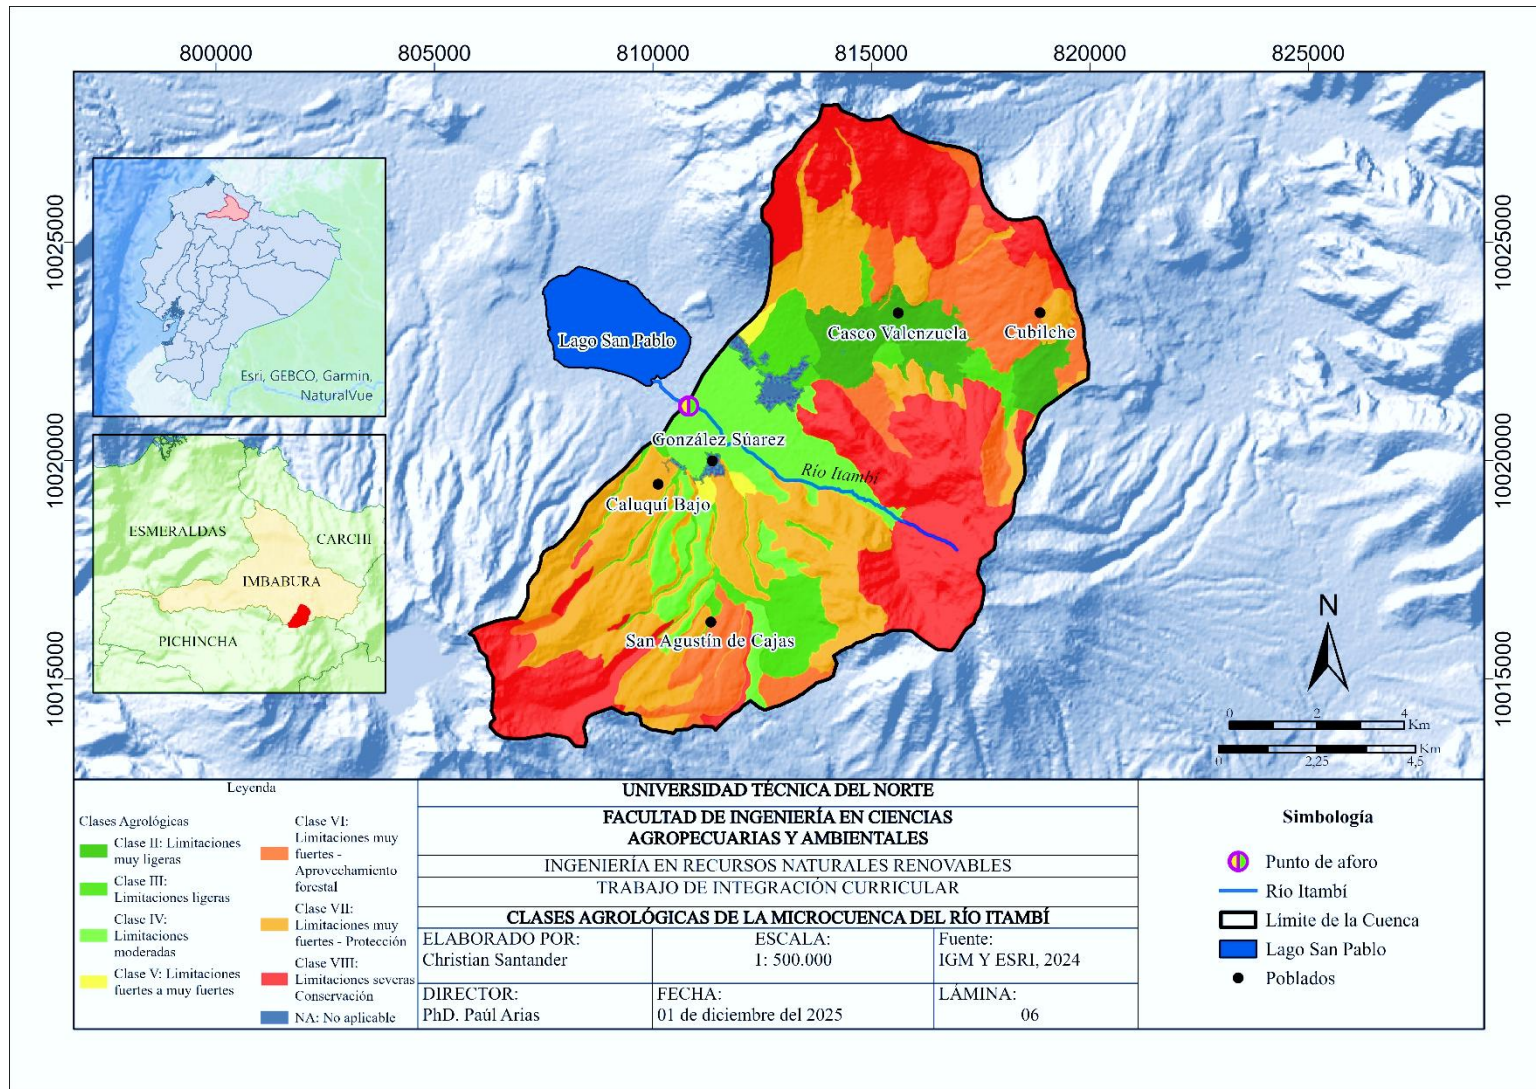 800000
805000
810000
815000
820000
825000
10025000
10025000
10020000
10020000
10015000
10015000
Esri, GEBCO, Garmin,
NaturalVue
ESMERALDAS
CARCHI
IMBABURA
PICHINCHA
Lago San Pablo
Casco Valenzuela
Cubilche
González Súarez
Río Itambí
Caluquí Bajo
San Agustín de Cajas
N
0
2
4
Km
0
2,25
4,5
Km
Leyenda
Clases Agrológicas
Clase II: Limitaciones
muy ligeras
Clase III:
Limitaciones ligeras
Clase IV:
Limitaciones
moderadas
Clase V: Limitaciones
fuertes a muy fuertes
Clase VI:
Limitaciones muy
fuertes -
Aprovechamiento
forestal
Clase VII:
Limitaciones muy
fuertes - Protección
Clase VIII:
Limitaciones severas
Conservación
NA: No aplicable
UNIVERSIDAD TÉCNICA DEL NORTE
FACULTAD DE INGENIERÍA EN CIENCIAS
AGROPECUARIAS Y AMBIENTALES
INGENIERÍA EN RECURSOS NATURALES RENOVABLES
TRABAJO DE INTEGRACIÓN CURRICULAR
CLASES AGROLÓGICAS DE LA MICROCUENCA DEL RÍO ITAMBÍ
ELABORADO POR:
Christian Santander
ESCALA:
1: 500.000
Fuente:
IGM Y ESRI, 2024
DIRECTOR:
PhD. Paúl Arias
FECHA:
01 de diciembre del 2025
LÁMINA:
06
Simbología
Punto de aforo
Río Itambí
Límite de la Cuenca
Lago San Pablo
Poblados